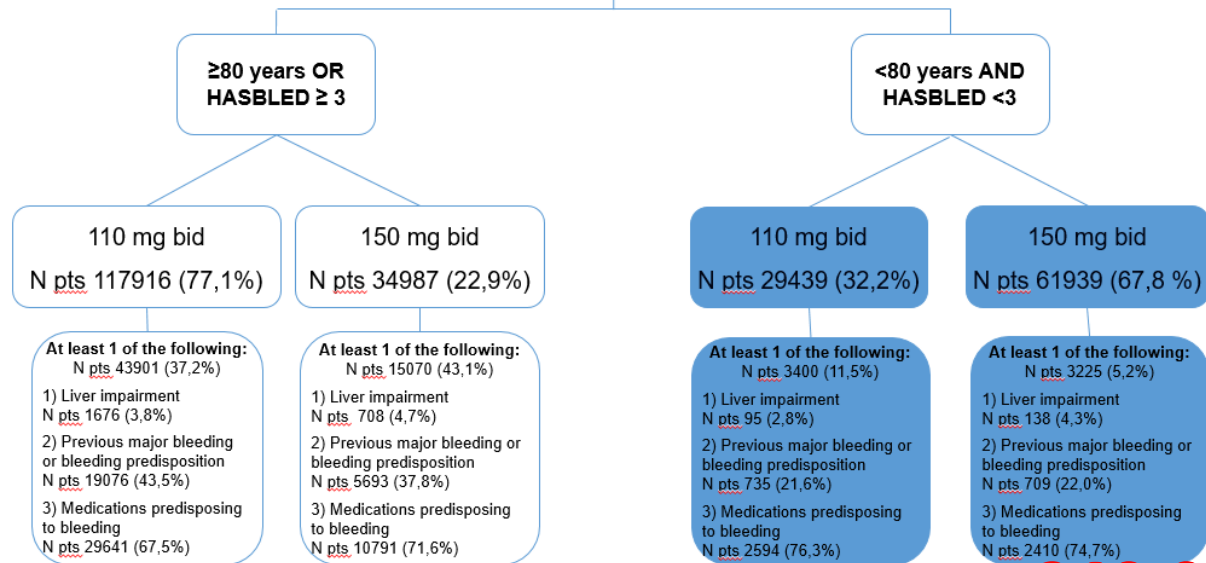 ≥80 years OR
HASBLED ≥ 3
<80 years AND
HASBLED <3
110 mg bid
N pts 117916 (77,1%)
150 mg bid
N pts 34987 (22,9%)
110 mg bid
N pts 29439 (32,2%)
150 mg bid
N pts 61939 (67,8 %)
At least 1 of the following:
N pts 43901 (37,2%)
1) Liver impairment
N pts 1676 (3,8%)
2) Previous major bleeding
or bleeding predisposition
N pts 19076 (43,5%)
3) Medications predisposing
to bleeding
N pts 29641 (67,5%)
At least 1 of the following:
N pts 15070 (43,1%)
1) Liver impairment
N pts 708 (4,7%)
2) Previous major bleeding or
bleeding predisposition
N pts 5693 (37,8%)
3) Medications predisposing
to bleeding
N pts 10791 (71,6%)
At least 1 of the following:
N pts 3400 (11,5%)
1) Liver impairment
N pts 95 (2,8%)
2) Previous major bleeding or
bleeding predisposition
N pts 735 (21,6%)
3) Medications predisposing
to bleeding
N pts 2594 (76,3%)
At least 1 of the following:
N pts 3225 (5,2%)
1) Liver impairment
N pts 138 (4,3%)
2) Previous major bleeding or
bleeding predisposition
N pts 709 (22,0%)
3) Medications predisposing
to bleeding
N pts 2410 (74,7%)